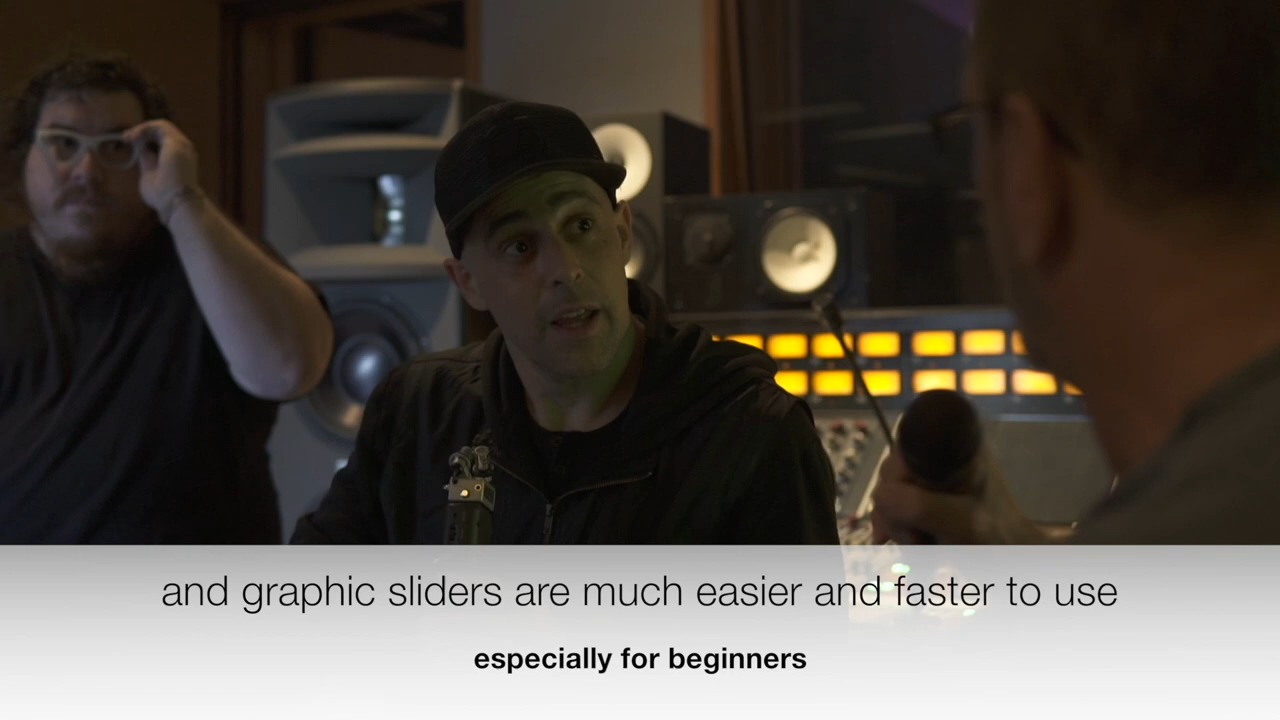 and graphic sliders are much easier and faster to use
especially for beginners